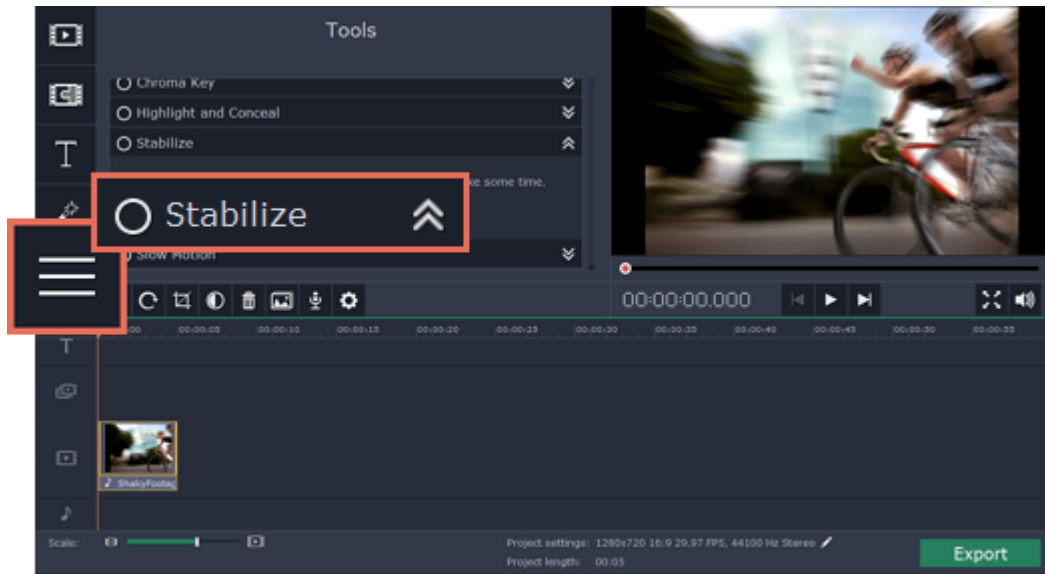 Tools
Chroma Key
Highlight and Conceal
Stabilize
some time.
Stabilize
Slow Motion
00:00:00.000
00:00:05 00:00:10 00:00:15 00:00:20 00:00:25 00:00:30 00:00:35 00:00:40 00:00:45 00:00:50 00:00:55
T
ShakyFootag
Scale:
Project settings: 1280x720 16:9 29.97 FPS, 44100 Hz Stereo
Project length: 00:05
Export